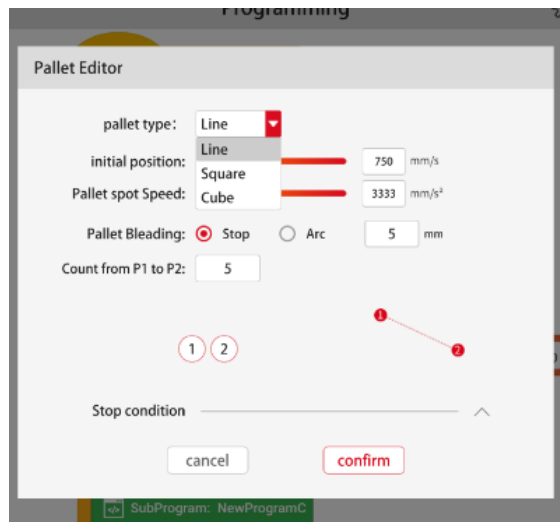 Programming
Pallet Editor
pallet type: Line
Line
Square
Cube
initial position: 750 mm/s
Pallet spot Speed: 3333 mm/s²
Pallet Bleading: Stop Arc 5 mm
Count from P1 to P2: 5
1 2
1
2
Stop condition
cancel confirm
SubProgram: NewProgramC